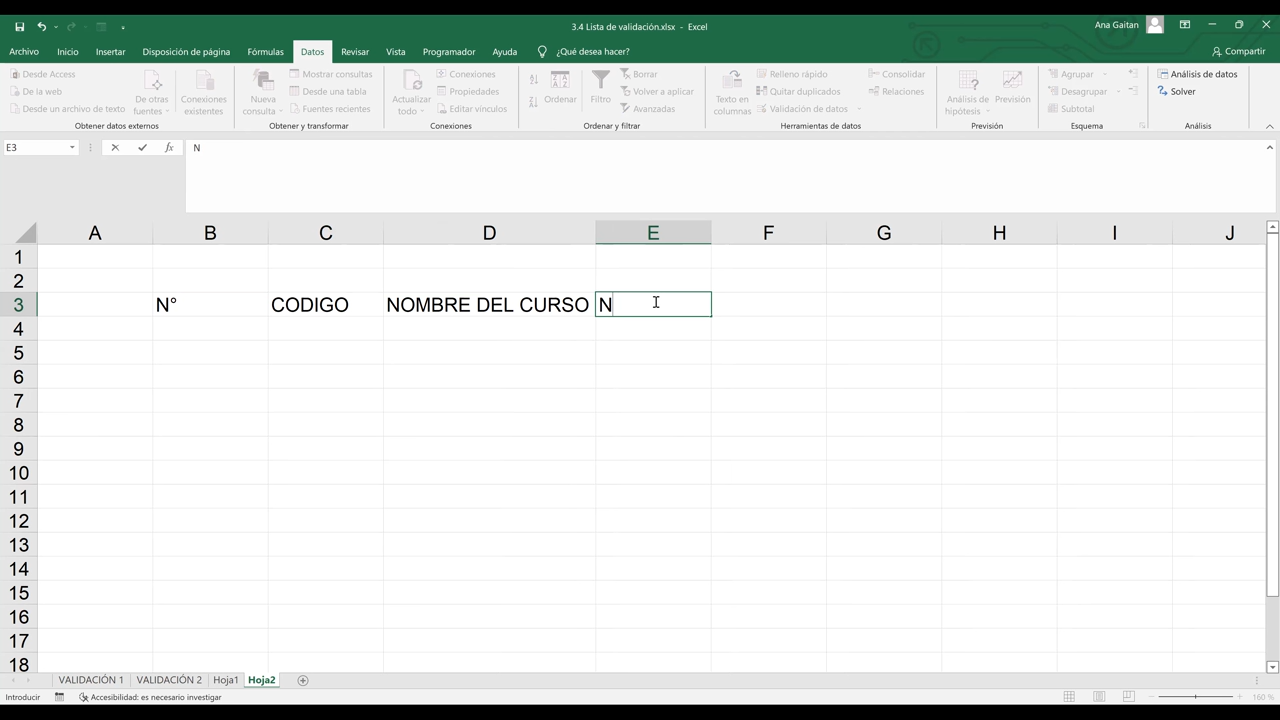 3.4 Lista de validación.xlsx - Excel
Ana Gaitan
Archivo Inicio Insertar Disposición de página Fórmulas Datos Revisar Vista Programador Ayuda ¿Qué desea hacer? Compartir
Desde Access
De la web
Desde un archivo de texto
De otras fuentes
Conexiones existentes
Obtener datos externos
Nueva consulta
Mostrar consultas
Desde una tabla
Fuentes recientes
Obtener y transformar
Actualizar todo
Conexiones
Propiedades
Editar vínculos
Conexiones
Ordenar
Filtro
Borrar
Volver a aplicar
Avanzadas
Ordenar y filtrar
Texto en columnas
Relleno rápido
Quitar duplicados
Validación de datos
Consolidar
Relaciones
Herramientas de datos
Análisis de hipótesis
Previsión
Previsión
Agrupar
Desagrupar
Subtotal
Esquema
Análisis de datos
Solver
Análisis
E3 fx N
A B C D E F G H I J
1
2
3 N° CODIGO NOMBRE DEL CURSO N
4
5
6
7
8
9
10
11
12
13
14
15
16
17
18
VALIDACIÓN 1 VALIDACIÓN 2 Hoja1 Hoja2
Introducir Accesibilidad: es necesario investigar 160 %